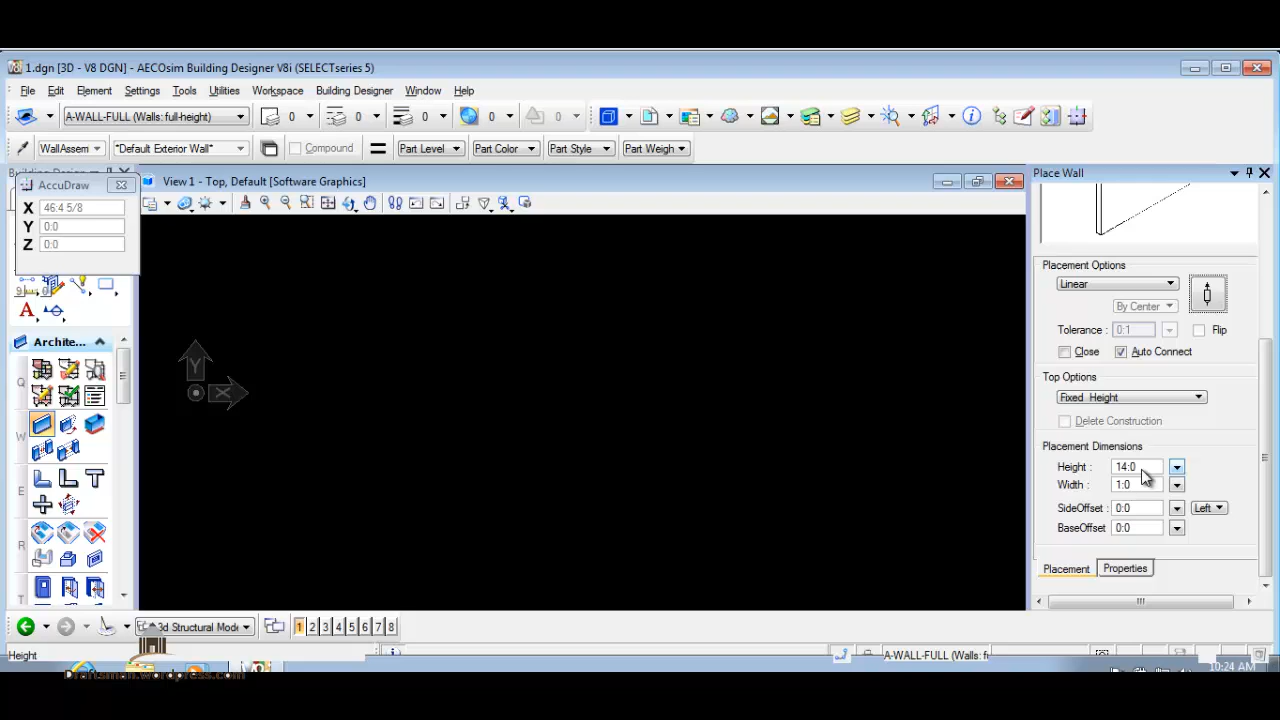 1.dgn [3D - V8 DGN] - AECOsim Building Designer V8i (SELECTseries 5)
File Edit Element Settings Tools Utilities Workspace Building Designer Window Help
A-WALL-FULL (Walls: full-height) 0 0 0 0 0
WallAssem *Default Exterior Wall* Compound Part Level Part Color Part Style Part Weigh
AccuDraw
X 46:4 5/8
Y 0:0
Z 0:0
View 1 - Top, Default [Software Graphics]
Y
X
A
Archite...
Q
W
E
R
T
Place Wall
Placement Options
Linear
By Center
Tolerance : 0:1 Flip
Close Auto Connect
Top Options
Fixed Height
Delete Construction
Placement Dimensions
Height : 14:0
Width : 1:0
SideOffset : 0:0 Left
BaseOffset 0:0
Placement Properties
3d Structural Mode 1 2 3 4 5 6 7 8
Height
A-WALL-FULL (Walls: fu
10:24 AM
Draftsman.wordpress.com